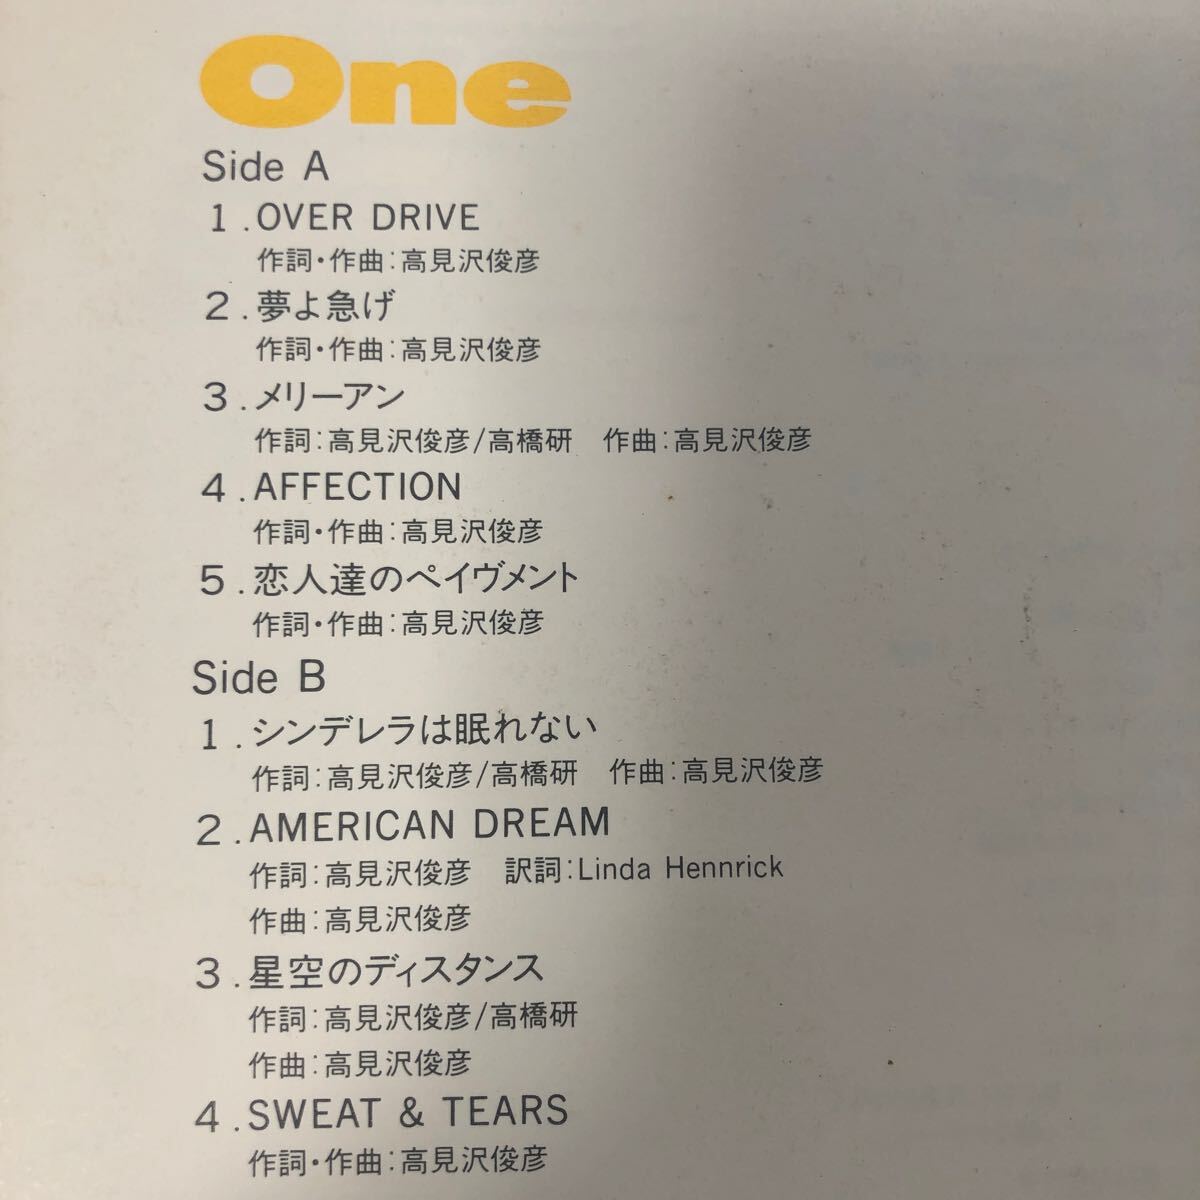 One
Side A
1.OVER DRIVE
作詞・作曲:高見沢俊彦
2.夢よ急げ
作詞・作曲:高見沢俊彦
3.メリーアン
作詞:高見沢俊彦/高橋研 作曲:高見沢俊彦
4.AFFECTION
作詞・作曲:高見沢俊彦
5.恋人達のペイヴメント
作詞・作曲:高見沢俊彦
Side B
1.シンデレラは眠れない
作詞:高見沢俊彦/高橋研 作曲:高見沢俊彦
2.AMERICAN DREAM
作詞:高見沢俊彦 訳詞:Linda Hennrick
作曲:高見沢俊彦
3.星空のディスタンス
作詞:高見沢俊彦/高橋研
作曲:高見沢俊彦
4.SWEAT & TEARS
作詞・作曲:高見沢俊彦